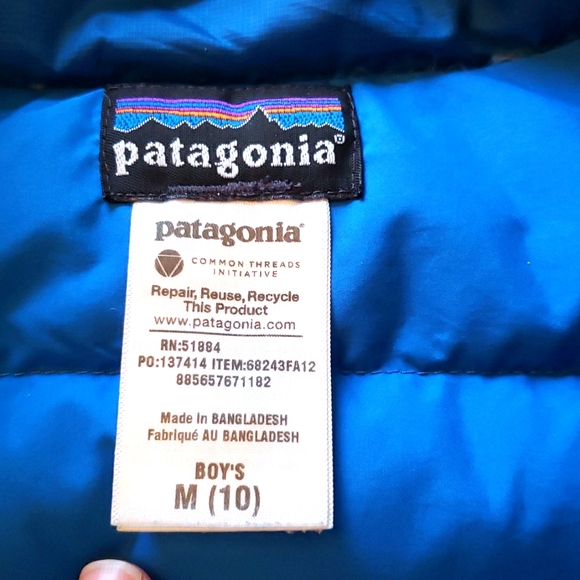 patagonia®
patagonia®
COMMON THREADS
INITIATIVE
Repair, Reuse, Recycle
This Product
www.patagonia.com
RN:51884
PO:137414 ITEM:68243FA12
885657671182
Made In BANGLADESH
Fabriqué AU BANGLADESH
BOY'S
M (10)